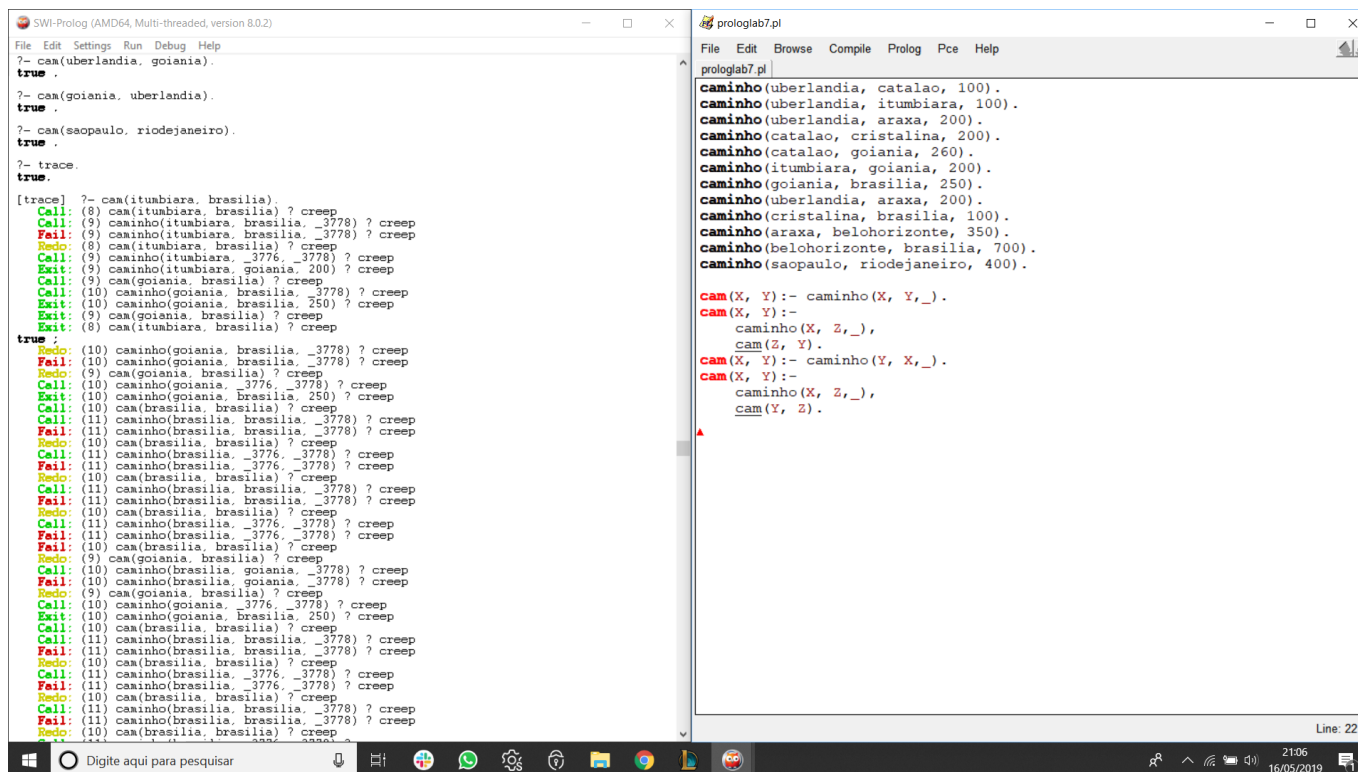 SWI-Prolog (AMD64, Multi-threaded, version 8.0.2)
File Edit Settings Run Debug Help
?- cam(uberlandia, goiania).
true .
?- cam(goiania, uberlandia).
true .
?- cam(saopaulo, riodejaneiro).
true .
?- trace.
true.
[trace] ?- cam(itumbiara, brasilia).
Call: (8) cam(itumbiara, brasilia) ? creep
Call: (9) caminho(itumbiara, brasilia, _3778) ? creep
Fail: (9) caminho(itumbiara, brasilia, _3778) ? creep
Redo: (8) cam(itumbiara, brasilia) ? creep
Call: (9) caminho(itumbiara, _3776, _3778) ? creep
Exit: (9) caminho(itumbiara, goiania, 200) ? creep
Call: (9) cam(goiania, brasilia) ? creep
Call: (10) caminho(goiania, brasilia, _3778) ? creep
Exit: (10) caminho(goiania, brasilia, 250) ? creep
Exit: (9) cam(goiania, brasilia) ? creep
Exit: (8) cam(itumbiara, brasilia) ? creep
true ;
Redo: (10) caminho(goiania, brasilia, _3778) ? creep
Fail: (10) caminho(goiania, brasilia, _3778) ? creep
Redo: (9) cam(goiania, brasilia) ? creep
Call: (10) caminho(goiania, _3776, _3778) ? creep
Exit: (10) caminho(goiania, brasilia, 250) ? creep
Call: (10) cam(brasilia, brasilia) ? creep
Call: (11) caminho(brasilia, brasilia, _3778) ? creep
Fail: (11) caminho(brasilia, brasilia, _3778) ? creep
Redo: (10) cam(brasilia, brasilia) ? creep
Call: (11) caminho(brasilia, _3776, _3778) ? creep
Fail: (11) caminho(brasilia, _3776, _3778) ? creep
Redo: (10) cam(brasilia, brasilia) ? creep
Call: (11) caminho(brasilia, brasilia, _3778) ? creep
Fail: (11) caminho(brasilia, brasilia, _3778) ? creep
Redo: (10) cam(brasilia, brasilia) ? creep
Call: (11) caminho(brasilia, _3776, _3778) ? creep
Fail: (11) caminho(brasilia, _3776, _3778) ? creep
Fail: (10) cam(brasilia, brasilia) ? creep
Redo: (9) cam(goiania, brasilia) ? creep
Call: (10) caminho(brasilia, goiania, _3778) ? creep
Fail: (10) caminho(brasilia, goiania, _3778) ? creep
Redo: (9) cam(goiania, brasilia) ? creep
Call: (10) caminho(goiania, _3776, _3778) ? creep
Exit: (10) caminho(goiania, brasilia, 250) ? creep
Call: (10) cam(brasilia, brasilia) ? creep
Call: (11) caminho(brasilia, brasilia, _3778) ? creep
Fail: (11) caminho(brasilia, brasilia, _3778) ? creep
Redo: (10) cam(brasilia, brasilia) ? creep
Call: (11) caminho(brasilia, _3776, _3778) ? creep
Fail: (11) caminho(brasilia, _3776, _3778) ? creep
Redo: (10) cam(brasilia, brasilia) ? creep
Call: (11) caminho(brasilia, brasilia, _3778) ? creep
Fail: (11) caminho(brasilia, brasilia, _3778) ? creep
Redo: (10) cam(brasilia, brasilia) ? creep
prologlab7.pl
File Edit Browse Compile Prolog Pce Help
prologlab7.pl
caminho(uberlandia, catalao, 100).
caminho(uberlandia, itumbiara, 100).
caminho(uberlandia, araxa, 200).
caminho(catalao, cristalina, 200).
caminho(catalao, goiania, 260).
caminho(itumbiara, goiania, 200).
caminho(goiania, brasilia, 250).
caminho(uberlandia, araxa, 200).
caminho(cristalina, brasilia, 100).
caminho(araxa, belohorizonte, 350).
caminho(belohorizonte, brasilia, 700).
caminho(saopaulo, riodejaneiro, 400).
cam(X, Y):- caminho(X, Y,_).
cam(X, Y):-
caminho(X, Z,_),
cam(Z, Y).
cam(X, Y):- caminho(Y, X,_).
cam(X, Y):-
caminho(X, Z,_),
cam(Y, Z).
Line: 22
Digite aqui para pesquisar
21:06
16/05/2019